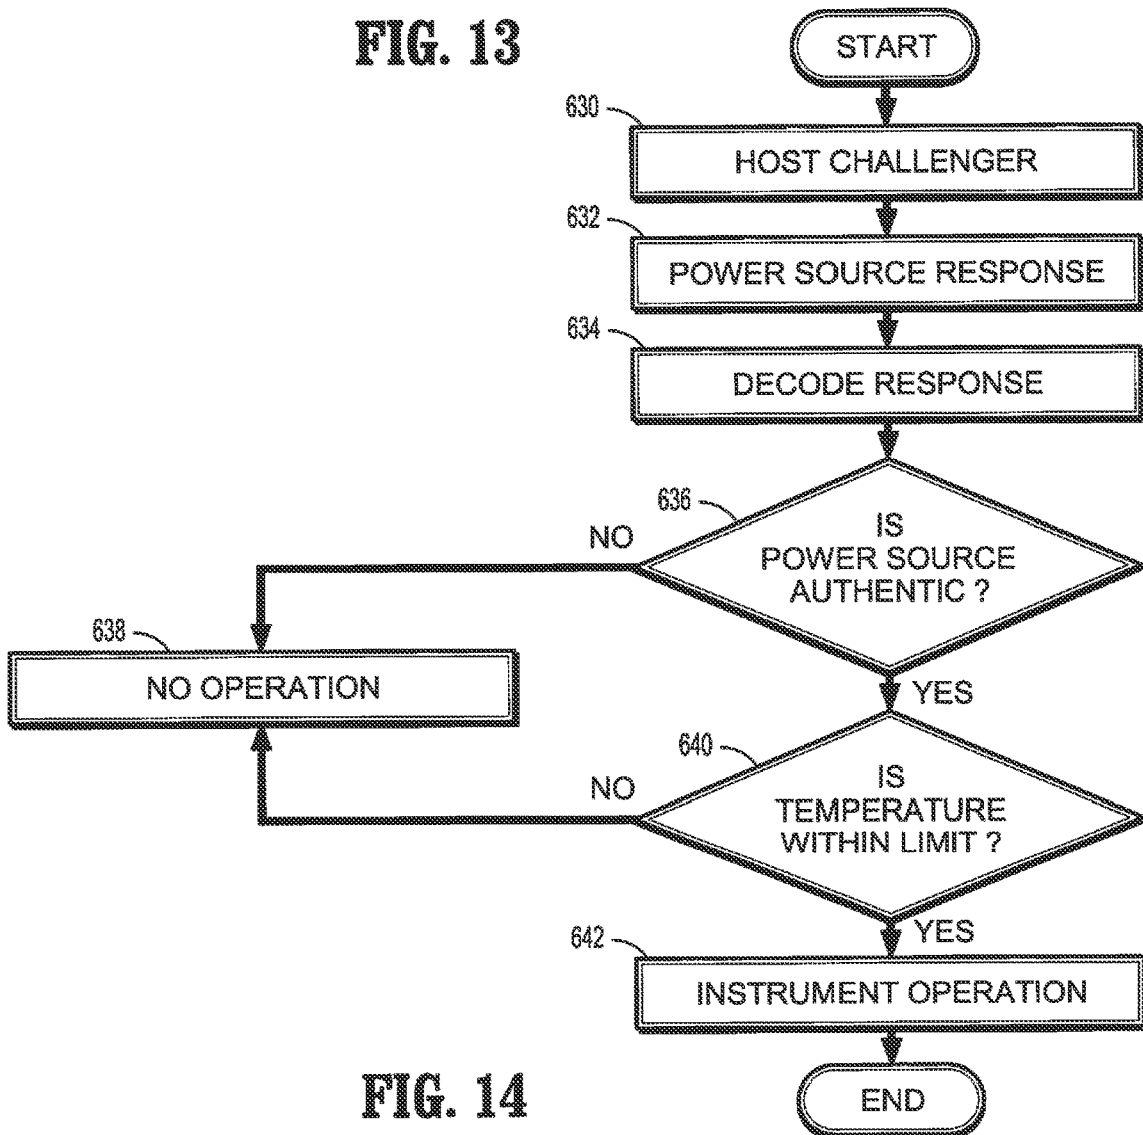 FIG. 13
START
630
HOST CHALLENGER
632
POWER SOURCE RESPONSE
634
DECODE RESPONSE
636
IS
POWER SOURCE
AUTHENTIC ?
NO
638
NO OPERATION
YES
640
IS
TEMPERATURE
WITHIN LIMIT ?
NO
YES
642
INSTRUMENT OPERATION
END
FIG. 14